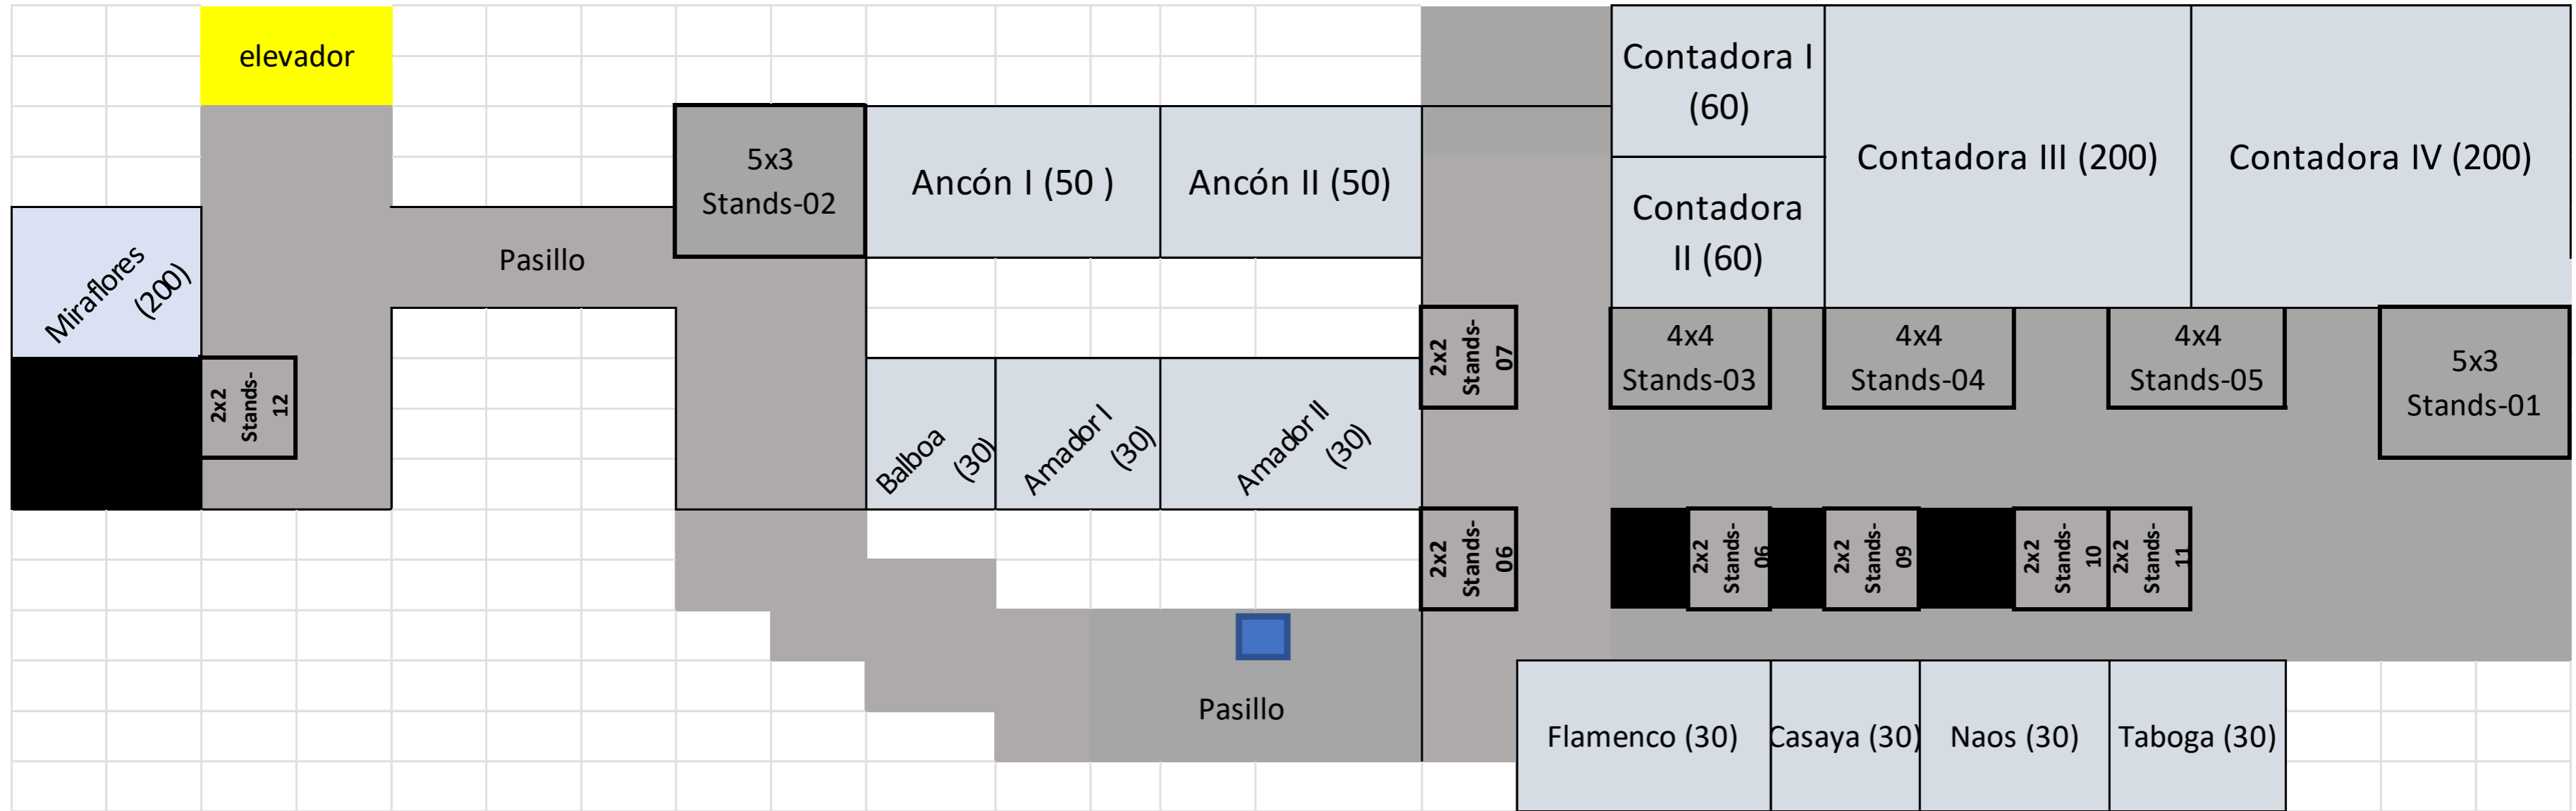 elevador
Contadora I
(60)
Contadora III (200)
Contadora IV (200)
5x3
Stands-02
Ancón I (50 )
Ancón II (50)
Contadora
II (60)
Miraflores
(200)
Pasillo
2x2
Stands-
07
4x4
Stands-03
4x4
Stands-04
4x4
Stands-05
5x3
Stands-01
2x2
Stands-
12
Balboa
(30)
Amador I
(30)
Amador II
(30)
2x2
Stands-
06
2x2
Stands-
06
2x2
Stands-
09
2x2
Stands-
10
2x2
Stands-
11
Pasillo
Flamenco (30)
Casaya (30)
Naos (30)
Taboga (30)